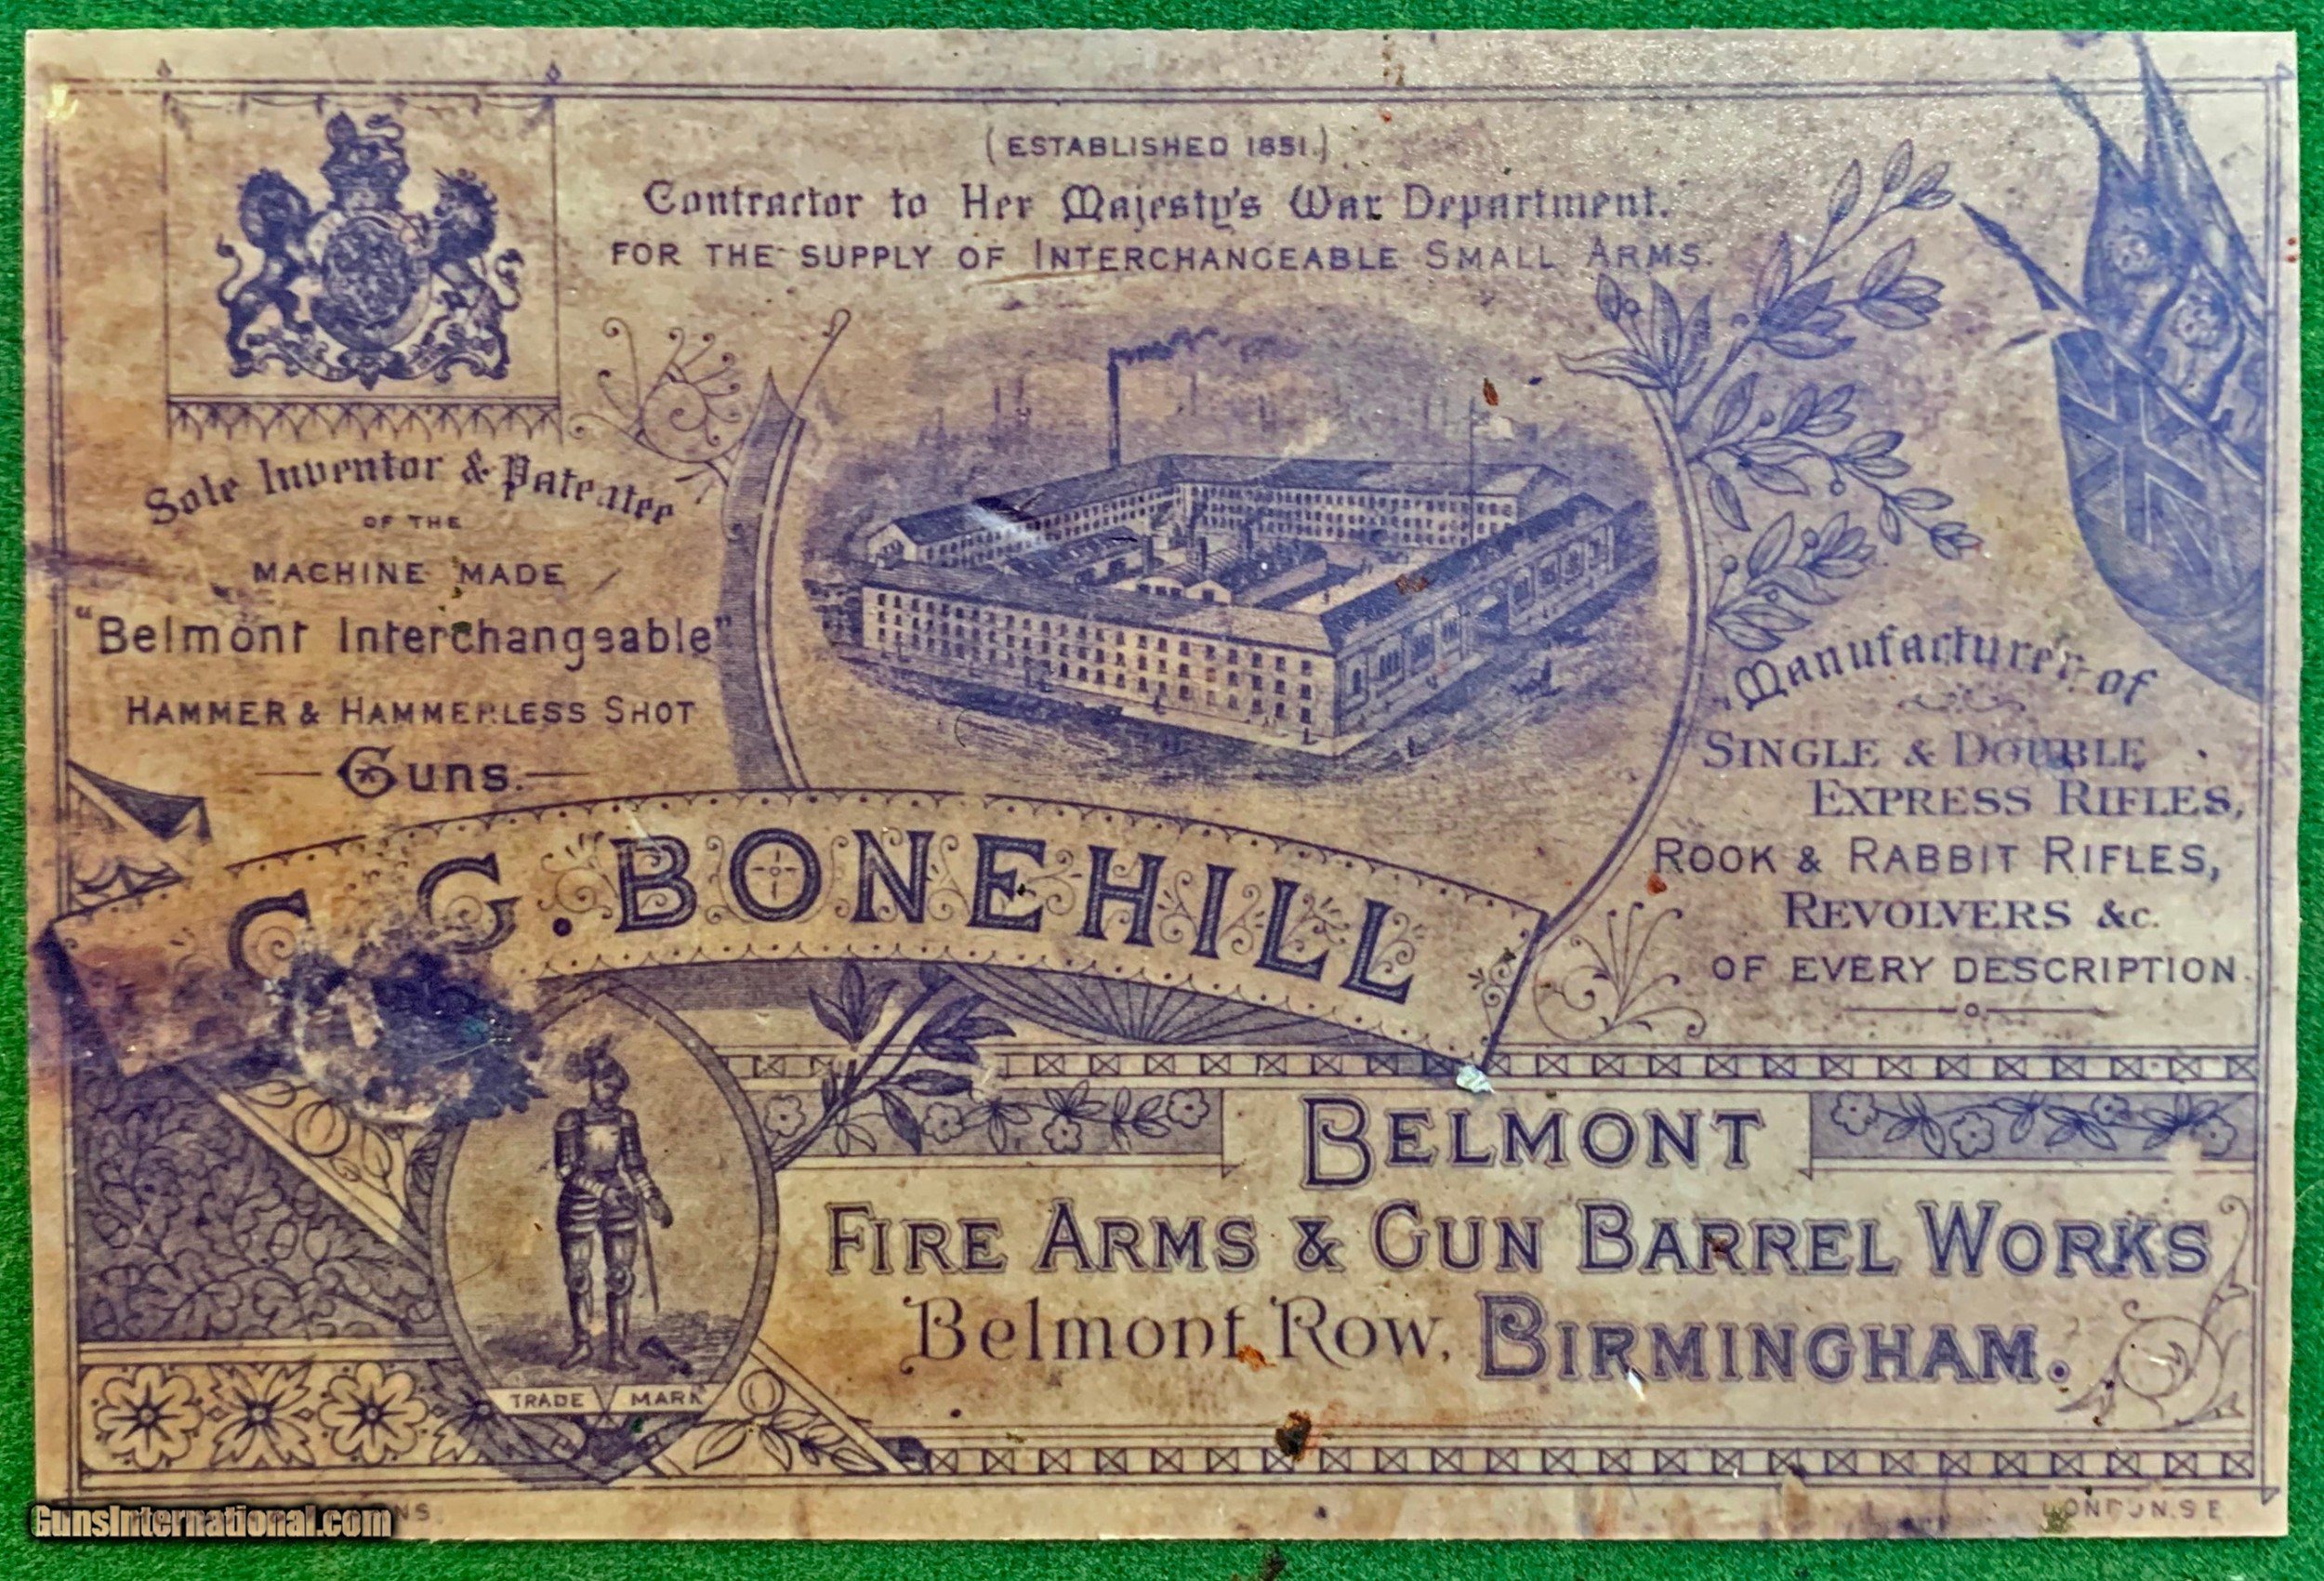 (ESTABLISHED 1851.)
Contractor to Her Majesty's War Department.
FOR THE SUPPLY OF INTERCHANGEABLE SMALL ARMS.
Sole Inventor & Patentee
OF THE
MACHINE MADE
"Belmont Interchangeable"
HAMMER & HAMMERLESS SHOT
Guns.
Manufacturer of
SINGLE & DOUBLE
EXPRESS RIFLES,
ROOK & RABBIT RIFLES,
REVOLVERS &c.
OF EVERY DESCRIPTION.
C. G. BONEHILL
BELMONT
FIRE ARMS & GUN BARREL WORKS
Belmont Row, BIRMINGHAM.
TRADE MARK
GunsInternational.com
LONDON. S E